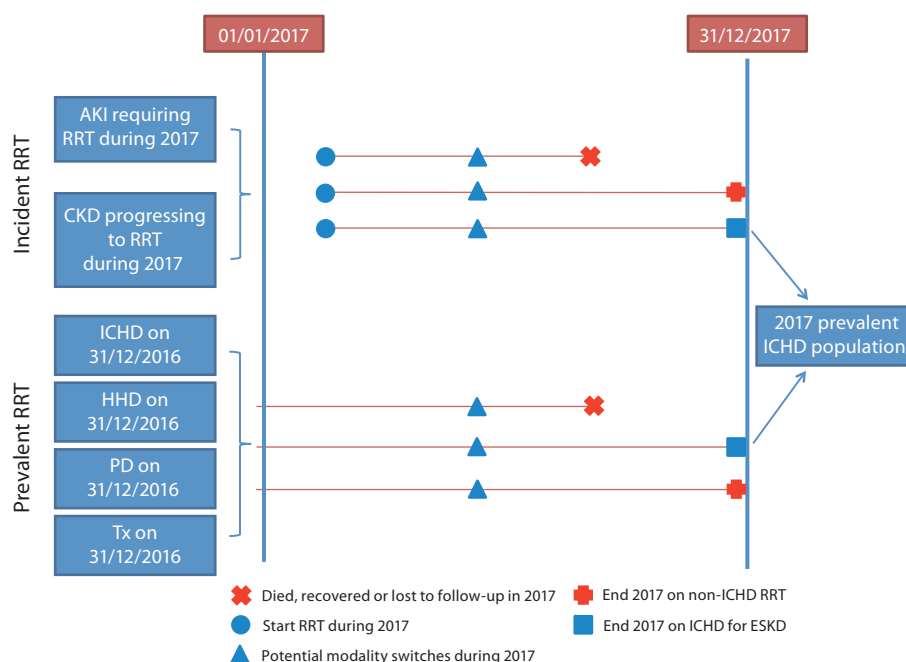 01/01/2017
31/12/2017
Incident RRT
AKI requiring
RRT during 2017
CKD progressing
to RRT
during 2017
2017 prevalent
ICHD population
Prevalent RRT
ICHD on
31/12/2016
HHD on
31/12/2016
PD on
31/12/2016
Tx on
31/12/2016
Died, recovered or lost to follow-up in 2017
End 2017 on non-ICHD RRT
Start RRT during 2017
End 2017 on ICHD for ESKD
Potential modality switches during 2017